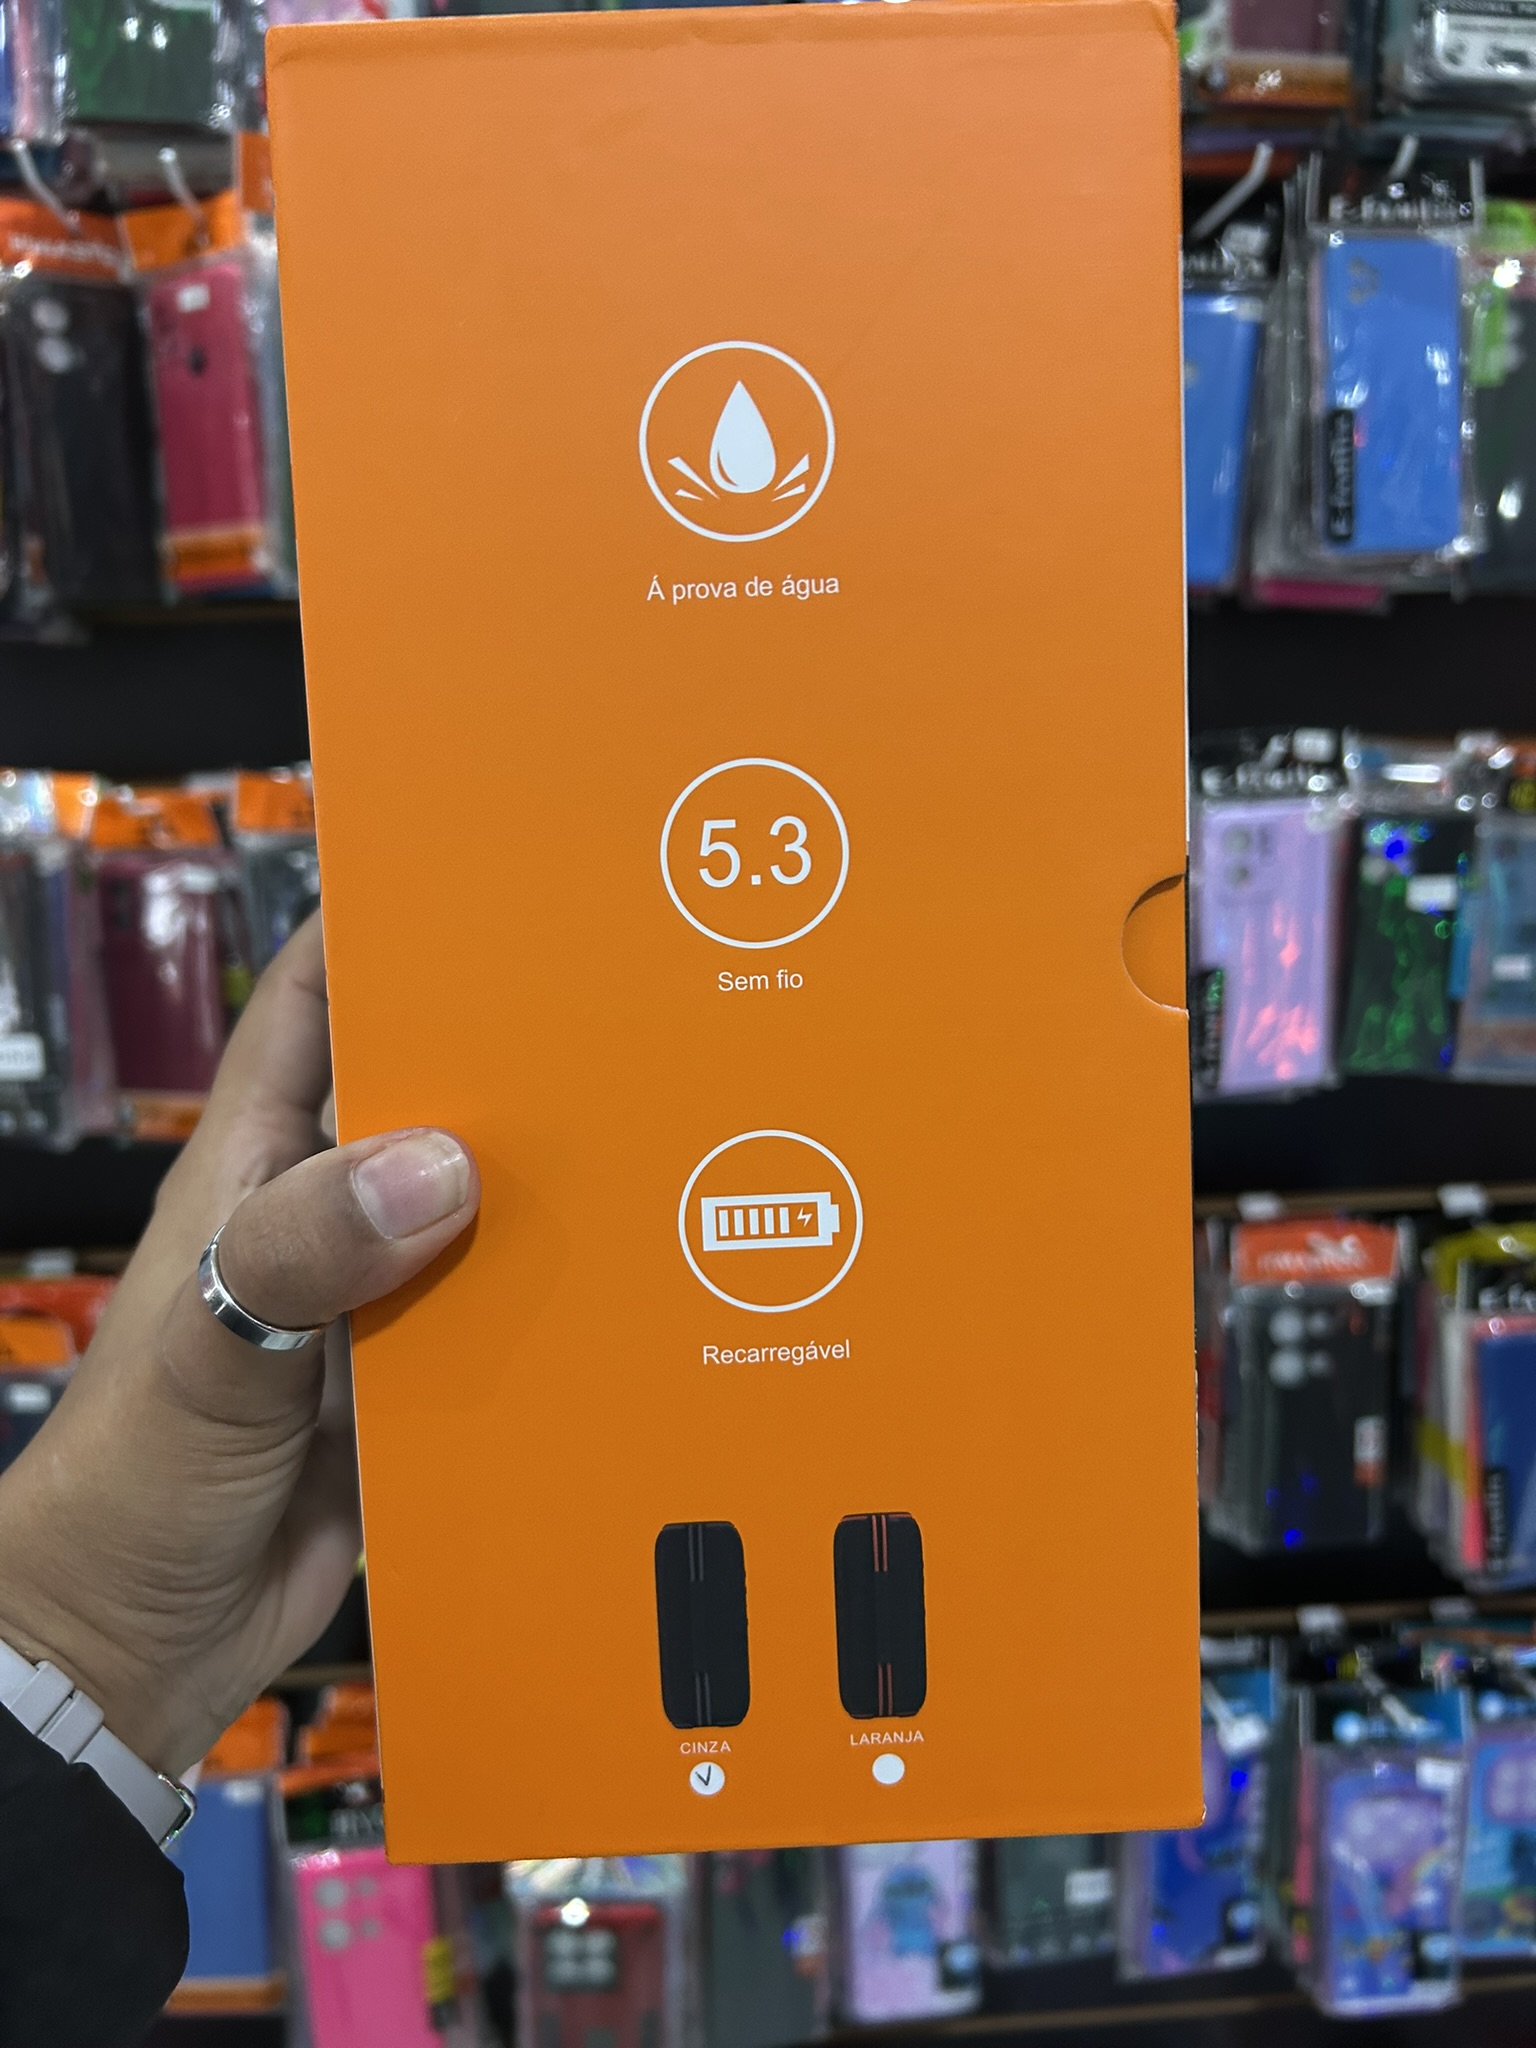 Á prova de água
5.3
Sem fio
Recarregável
CINZA
LARANJA